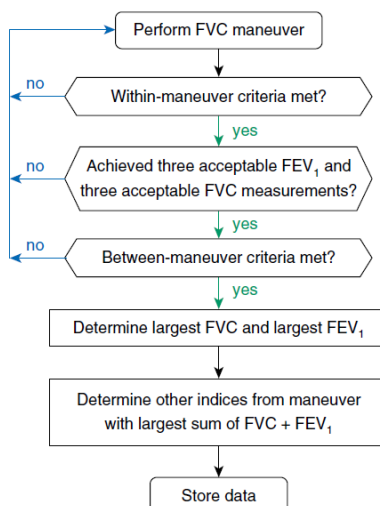 Perform FVC maneuver
no
Within-maneuver criteria met?
yes
no
Achieved three acceptable FEV₁ and
three acceptable FVC measurements?
yes
no
Between-maneuver criteria met?
yes
Determine largest FVC and largest FEV₁
Determine other indices from maneuver
with largest sum of FVC + FEV₁
Store data